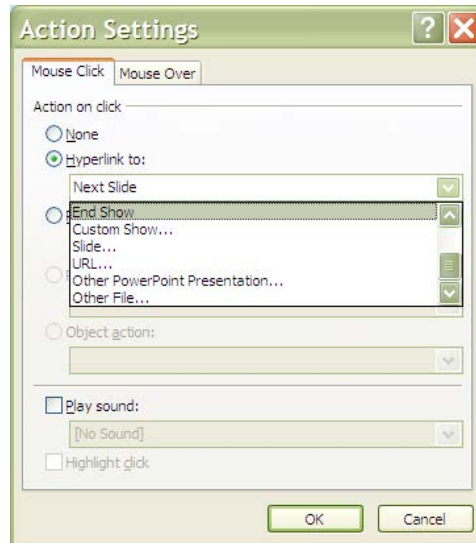 Action Settings
Mouse Click
Mouse Over
Action on click
None
Hyperlink to:
Next Slide
End Show
Custom Show...
Slide...
URL...
Other PowerPoint Presentation...
Other File...
Object action:
Play sound:
[No Sound]
Highlight click
OK
Cancel